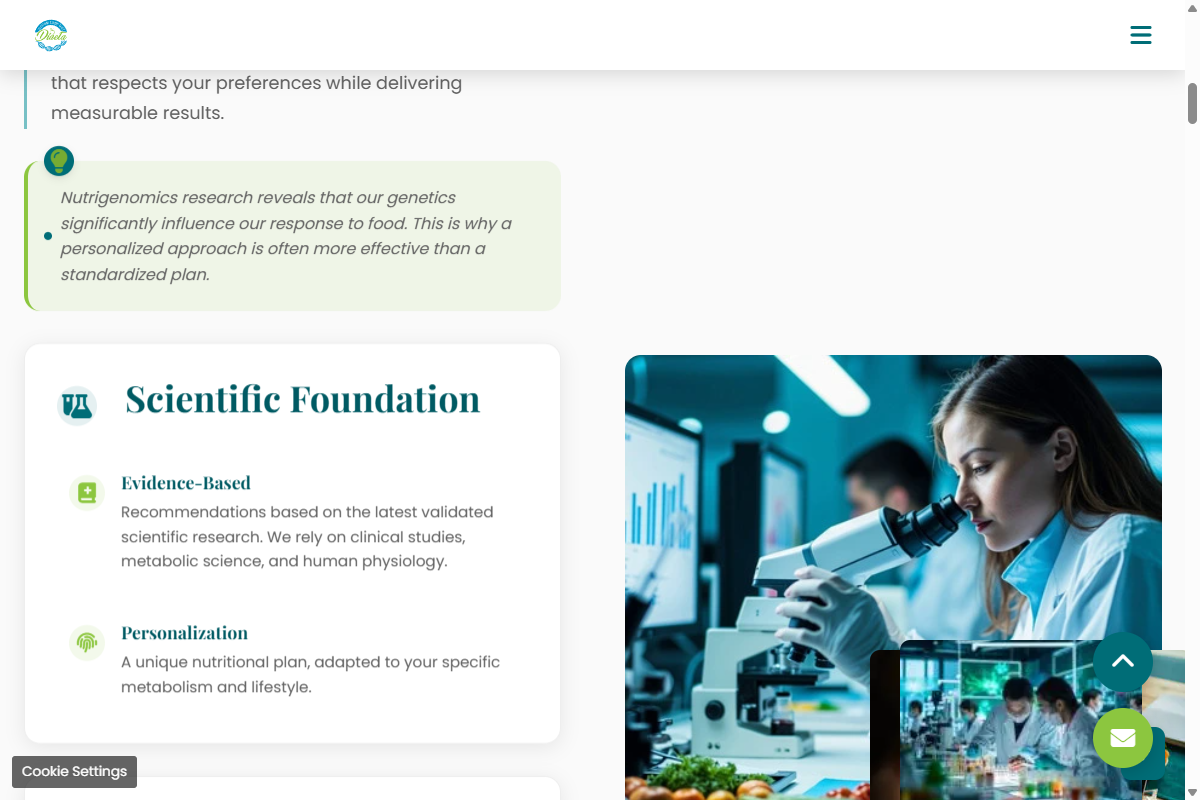 Diaeta
that respects your preferences while delivering
measurable results.
Nutrigenomics research reveals that our genetics
significantly influence our response to food. This is why a
personalized approach is often more effective than a
standardized plan.
Scientific Foundation
Evidence-Based
Recommendations based on the latest validated
scientific research. We rely on clinical studies,
metabolic science, and human physiology.
Personalization
A unique nutritional plan, adapted to your specific
metabolism and lifestyle.
Cookie Settings